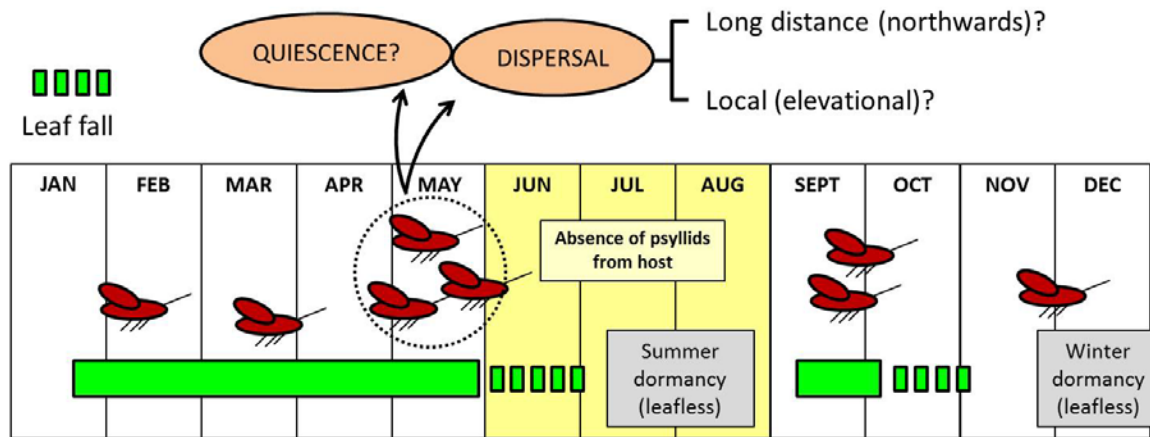 QUIESCENCE?
DISPERSAL
Long distance (northwards)?
Local (elevational)?
Leaf fall
JAN FEB MAR APR MAY JUN JUL AUG SEPT OCT NOV DEC
Absence of psyllids
from host
Summer
dormancy
(leafless)
Winter
dormancy
(leafless)